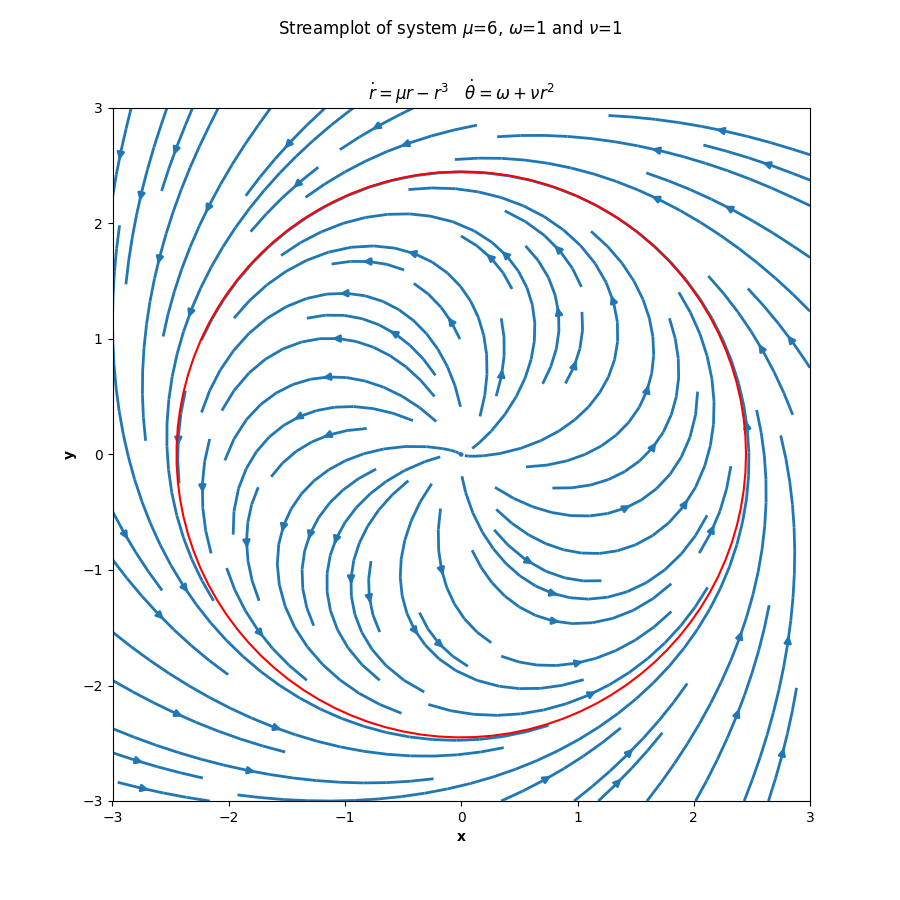 Streamplot of system μ=6, ω=1 and ν=1
ṙ = μr − r³   θ̇ = ω + νr²
3
2
1
0
−1
−2
−3
y
−3 −2 −1 0 1 2 3
x